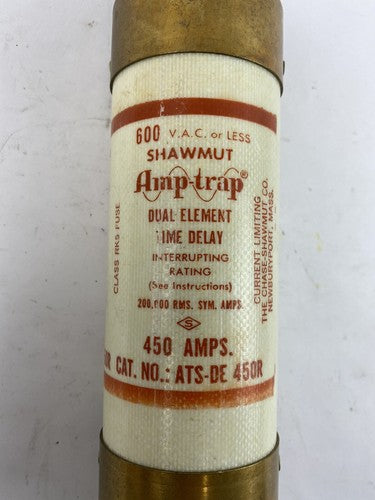 600 V.A.C. or LESS
SHAWMUT
Amp-trap®
DUAL ELEMENT
TIME DELAY
INTERRUPTING
RATING
(See Instructions)
200,000 RMS. SYM. AMPS.
S
450 AMPS.
CAT. NO.: ATS-DE 450R
CLASS RK5 FUSE
CURRENT LIMITING
THE CHASE-SHAWMUT CO.
NEWBURYPORT, MASS.